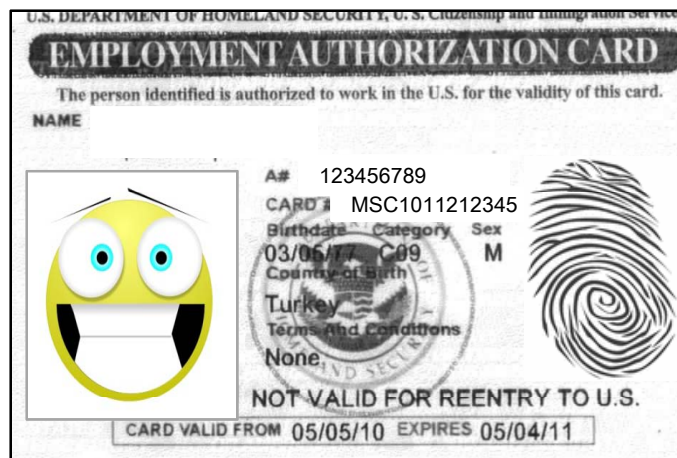 U.S. DEPARTMENT OF HOMELAND SECURITY, U. S. Citizenship and Immigration Service
EMPLOYMENT AUTHORIZATION CARD
The person identified is authorized to work in the U.S. for the validity of this card.
NAME
A# 123456789
CARD # MSC1011212345
Birthdate Category Sex
03/05/77 C09 M
Country of Birth
Turkey
Terms And Conditions
None
NOT VALID FOR REENTRY TO U.S.
CARD VALID FROM 05/05/10 EXPIRES 05/04/11